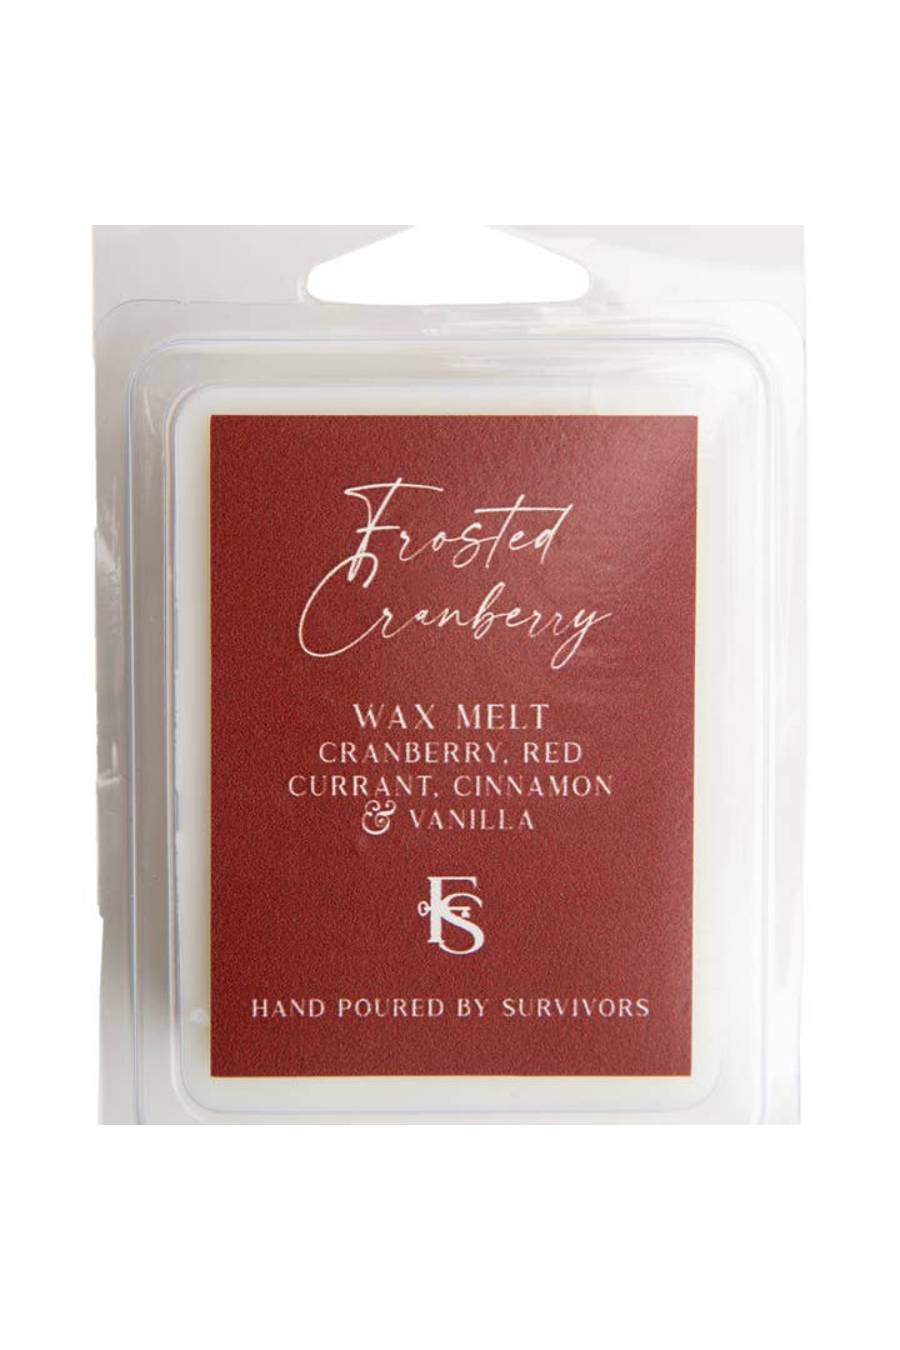 Frosted
Cranberry
WAX MELT
CRANBERRY, RED
CURRANT, CINNAMON
& VANILLA
FS
HAND POURED BY SURVIVORS